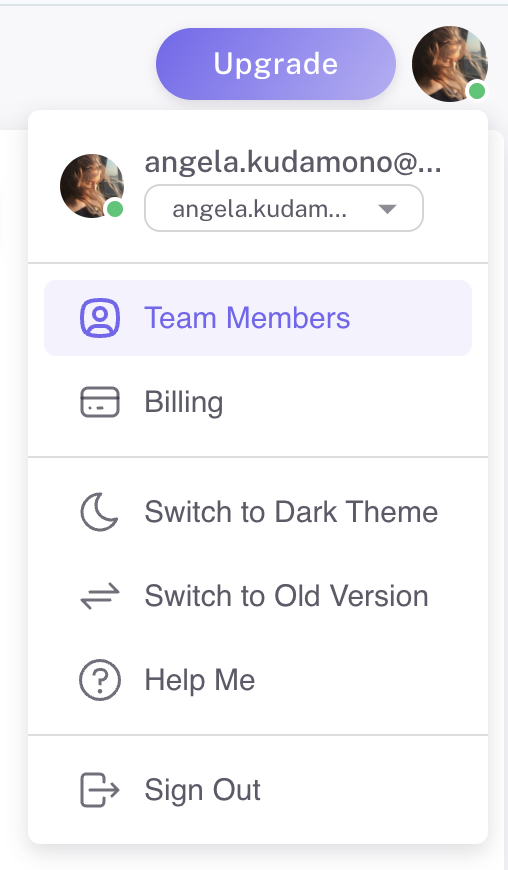 Upgrade
angela.kudamono@...
angela.kudam...
Team Members
Billing
Switch to Dark Theme
Switch to Old Version
Help Me
Sign Out